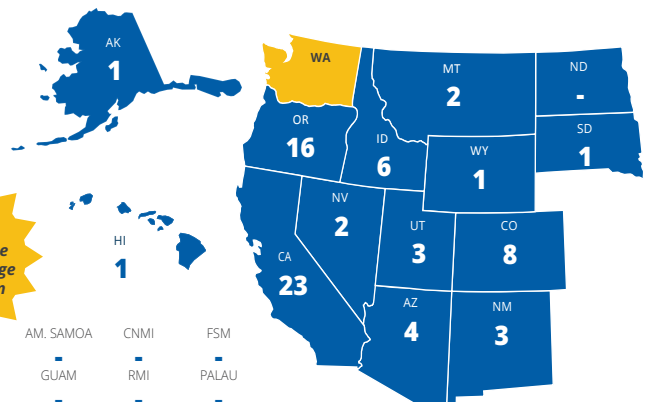 AK
1
WA
MT
2
ND
-
OR
16
ID
6
SD
1
WY
1
NV
2
HI
1
UT
3
CO
8
CA
23
AZ
4
NM
3
e
ge
n
AM. SAMOA CNMI FSM
- - -
GUAM RMI PALAU
- - -